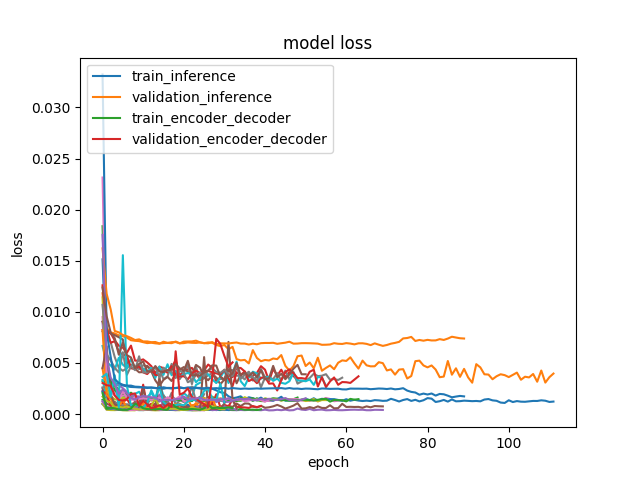 model loss
train_inference
validation_inference
train_encoder_decoder
validation_encoder_decoder
0.030
0.025
0.020
0.015
0.010
0.005
0.000
loss
0 20 40 60 80 100
epoch